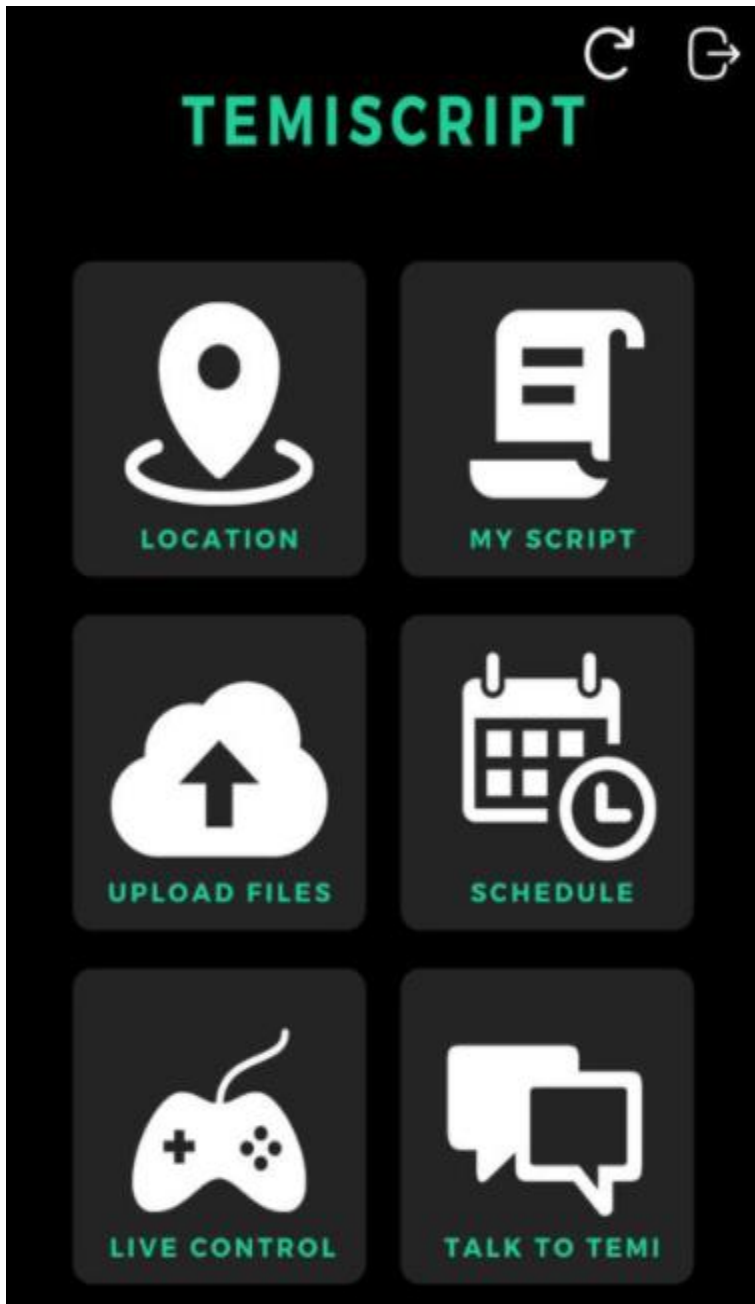 TEMISCRIPT
LOCATION
MY SCRIPT
UPLOAD FILES
SCHEDULE
LIVE CONTROL
TALK TO TEMI